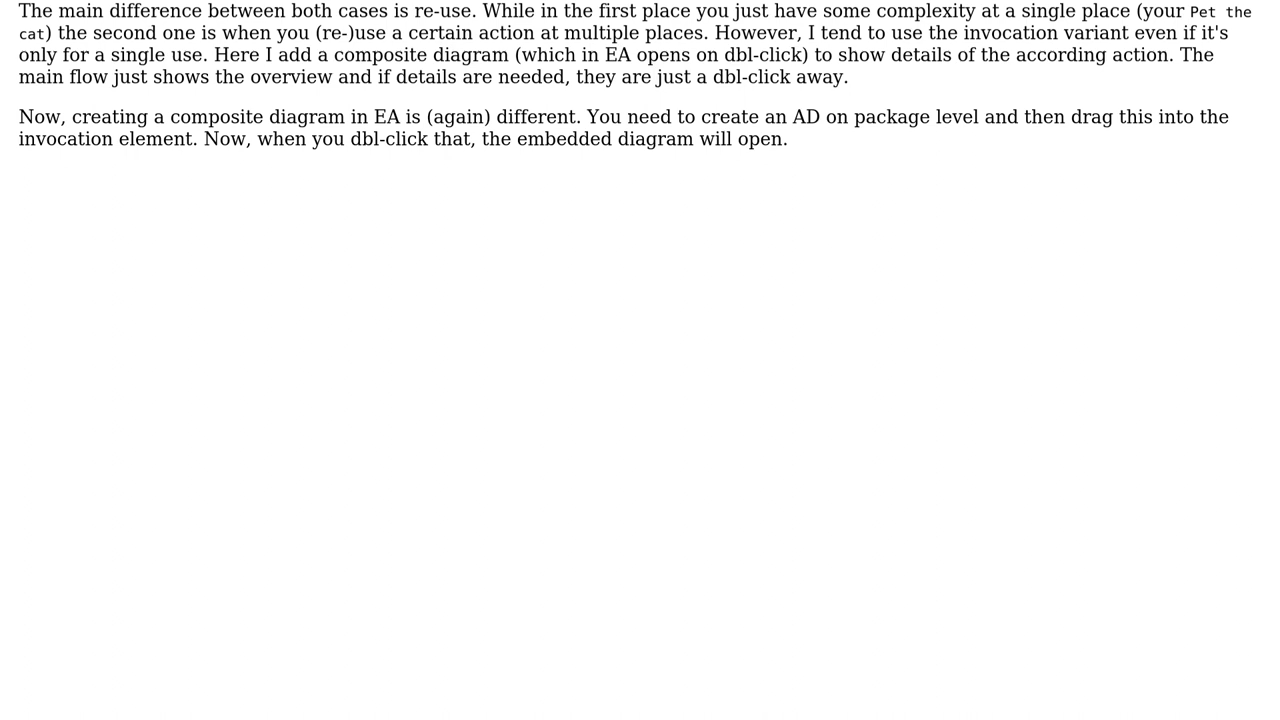 The main difference between both cases is re-use. While in the first place you just have some complexity at a single place (your Pet the
cat) the second one is when you (re-)use a certain action at multiple places. However, I tend to use the invocation variant even if it's
only for a single use. Here I add a composite diagram (which in EA opens on dbl-click) to show details of the according action. The
main flow just shows the overview and if details are needed, they are just a dbl-click away.
Now, creating a composite diagram in EA is (again) different. You need to create an AD on package level and then drag this into the
invocation element. Now, when you dbl-click that, the embedded diagram will open.